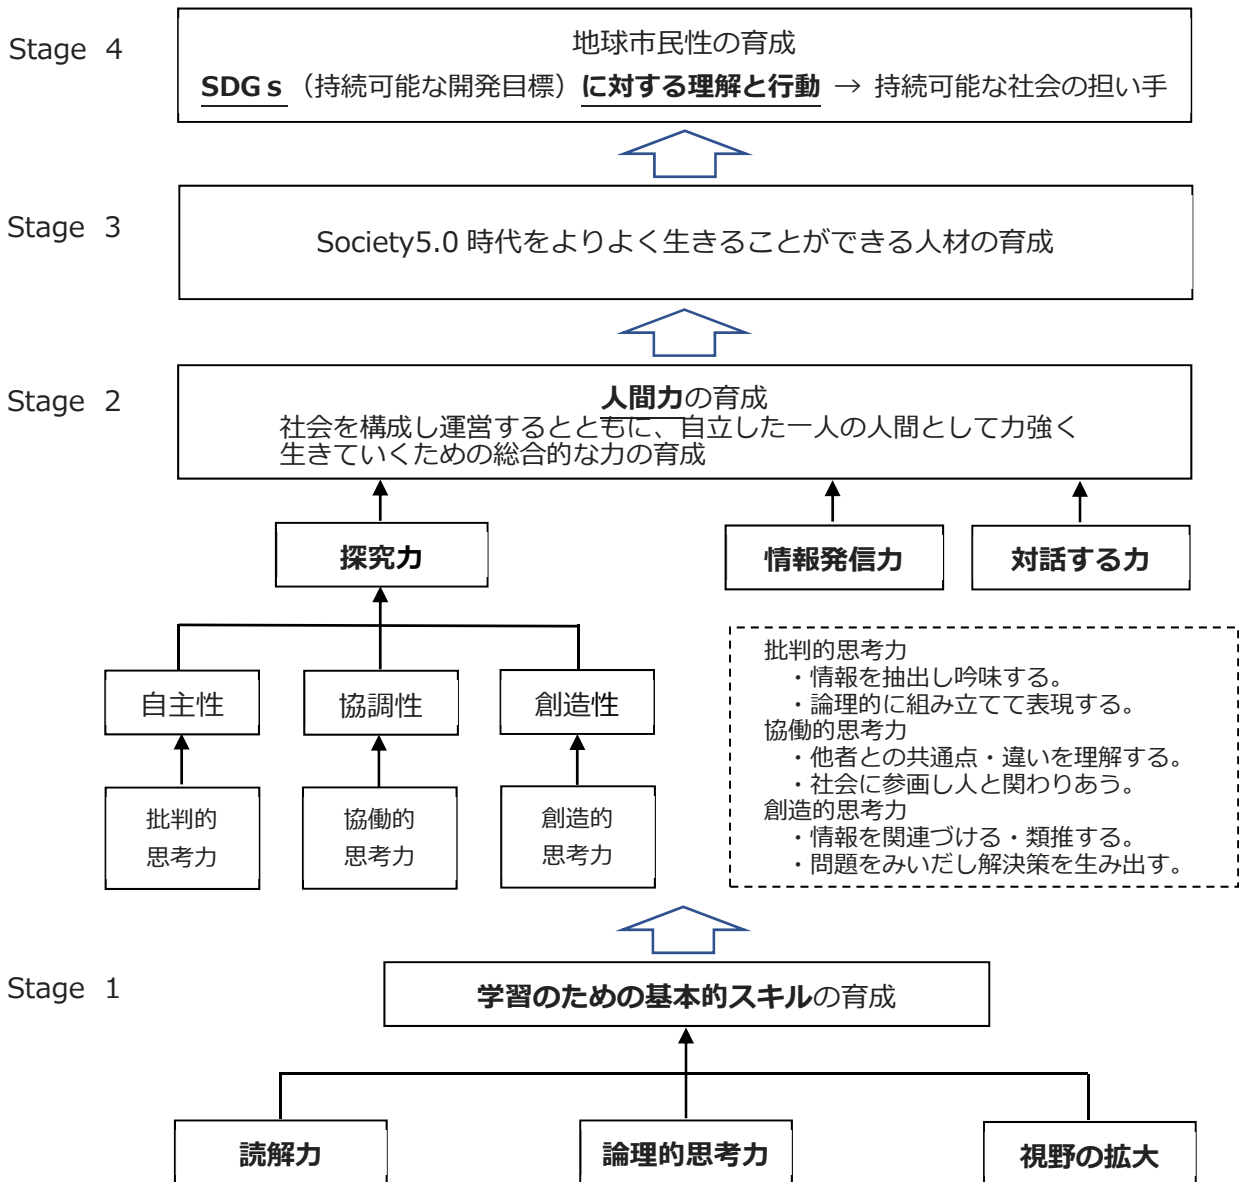 Stage 4
地球市民性の育成
SDGｓ（持続可能な開発目標）に対する理解と行動 → 持続可能な社会の担い手
Stage 3
Society5.0 時代をよりよく生きることができる人材の育成
Stage 2
人間力の育成
社会を構成し運営するとともに、自立した一人の人間として力強く
生きていくための総合的な力の育成
探究力
情報発信力
対話する力
自主性
協調性
創造性
批判的
思考力
協働的
思考力
創造的
思考力
批判的思考力
・情報を抽出し吟味する。
・論理的に組み立てて表現する。
協働的思考力
・他者との共通点・違いを理解する。
・社会に参画し人と関わりあう。
創造的思考力
・情報を関連づける・類推する。
・問題をみいだし解決策を生み出す。
Stage 1
学習のための基本的スキルの育成
読解力
論理的思考力
視野の拡大